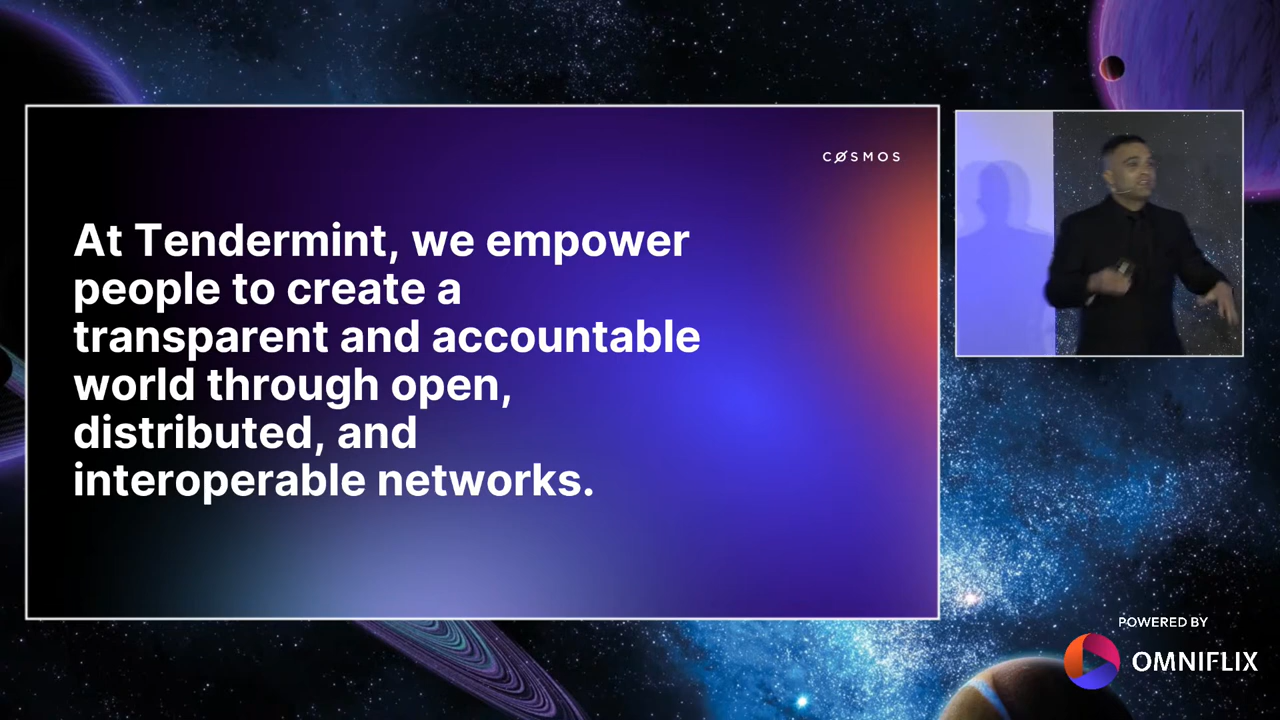 CØSMOS
At Tendermint, we empower
people to create a
transparent and accountable
world through open,
distributed, and
interoperable networks.
POWERED BY
OMNIFLIX